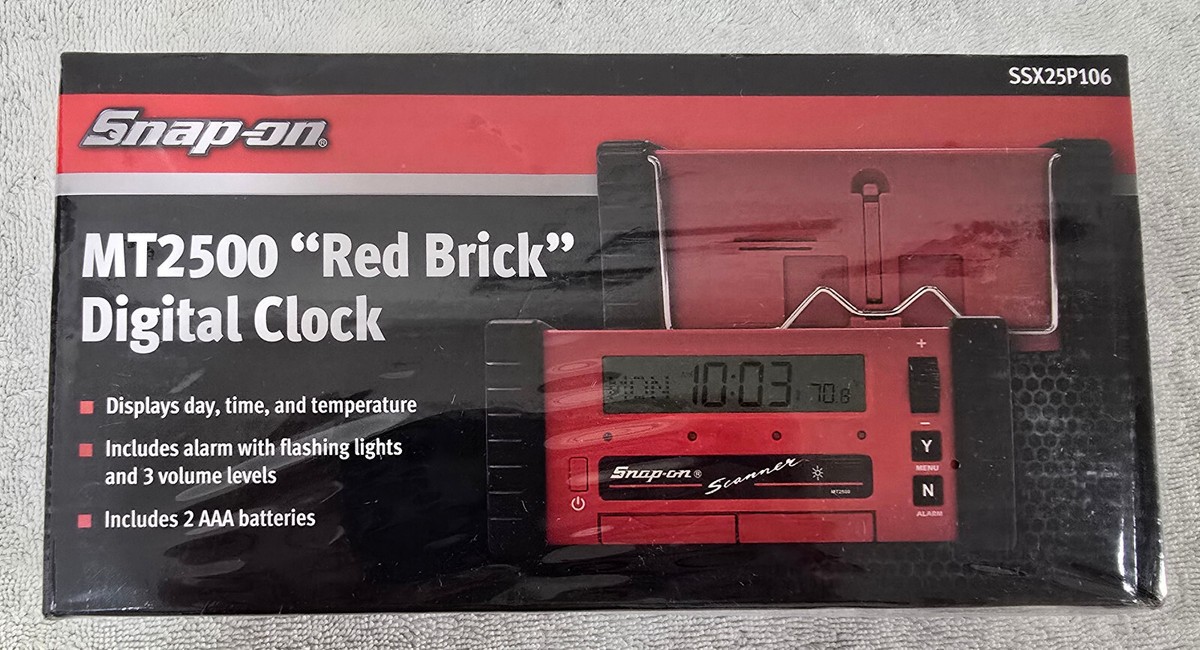 SSX25P106
Snap-on®
MT2500 “Red Brick”
Digital Clock
Displays day, time, and temperature
Includes alarm with flashing lights
and 3 volume levels
Includes 2 AAA batteries
MON 10:03 70.8
+
−
Y
MENU
Snap-on® Scanner
MT2500
N
ALARM